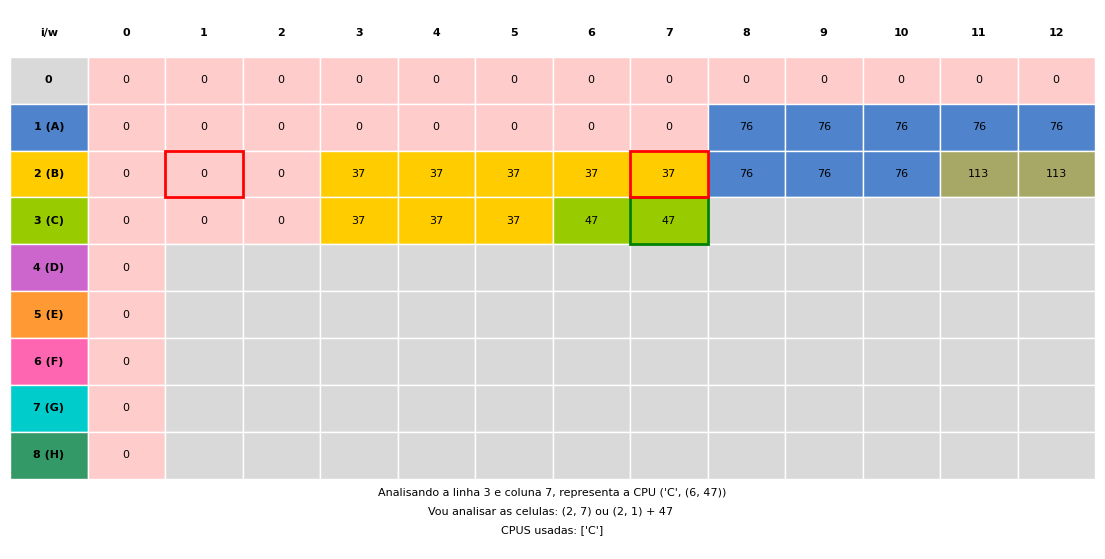 i/w 0 1 2 3 4 5 6 7 8 9 10 11 12
0 0 0 0 0 0 0 0 0 0 0 0 0 0
1 (A) 0 0 0 0 0 0 0 0 76 76 76 76 76
2 (B) 0 0 0 37 37 37 37 37 76 76 76 113 113
3 (C) 0 0 0 37 37 37 47 47
4 (D) 0
5 (E) 0
6 (F) 0
7 (G) 0
8 (H) 0
Analisando a linha 3 e coluna 7, representa a CPU ('C', (6, 47))
Vou analisar as celulas: (2, 7) ou (2, 1) + 47
CPUS usadas: ['C']